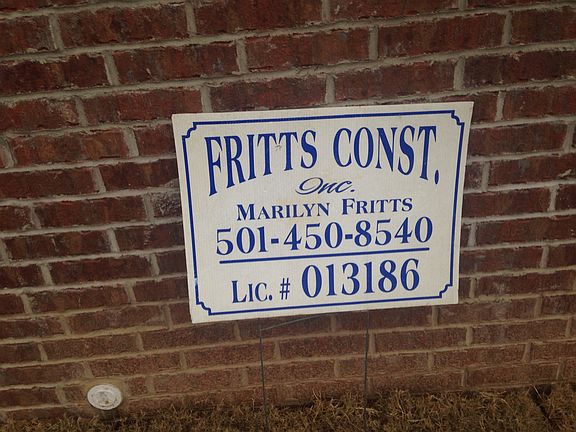 FRITTS CONST.
Inc.
MARILYN FRITTS
501-450-8540
LIC. # 013186